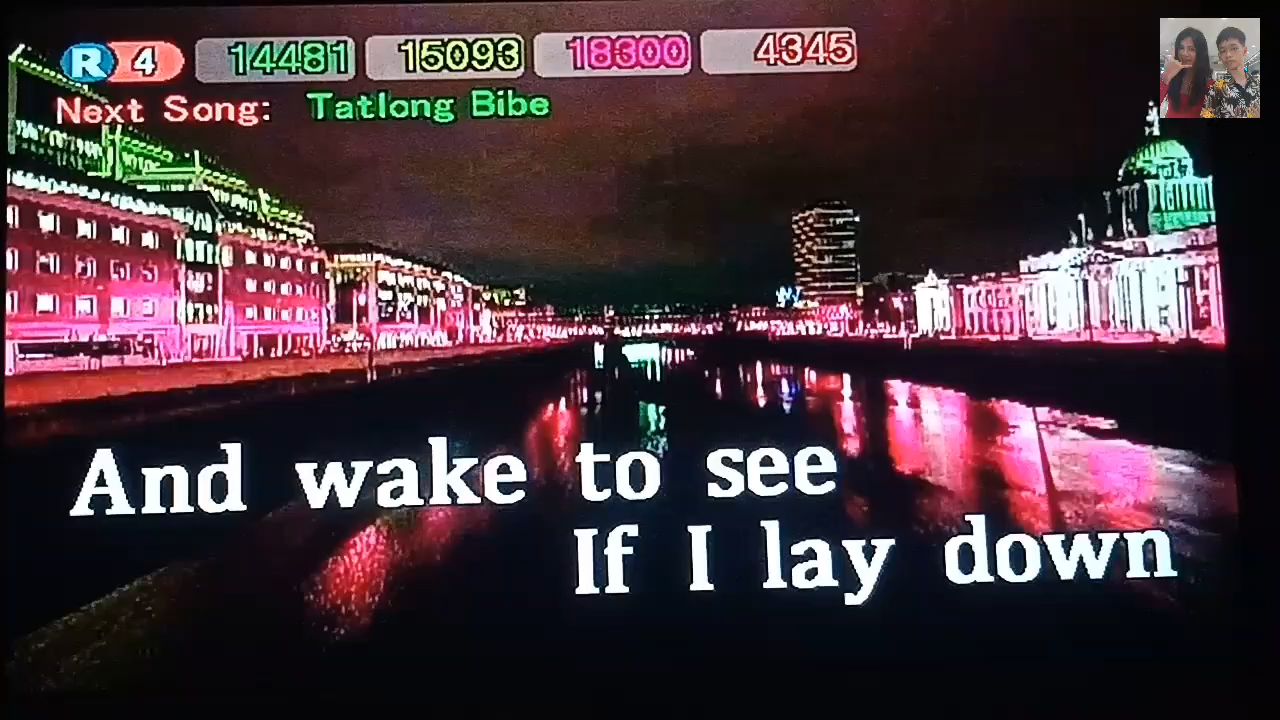 R 4 14481 15093 18300 4345
Next Song: Tatlong Bibe
And wake to see
If I lay down